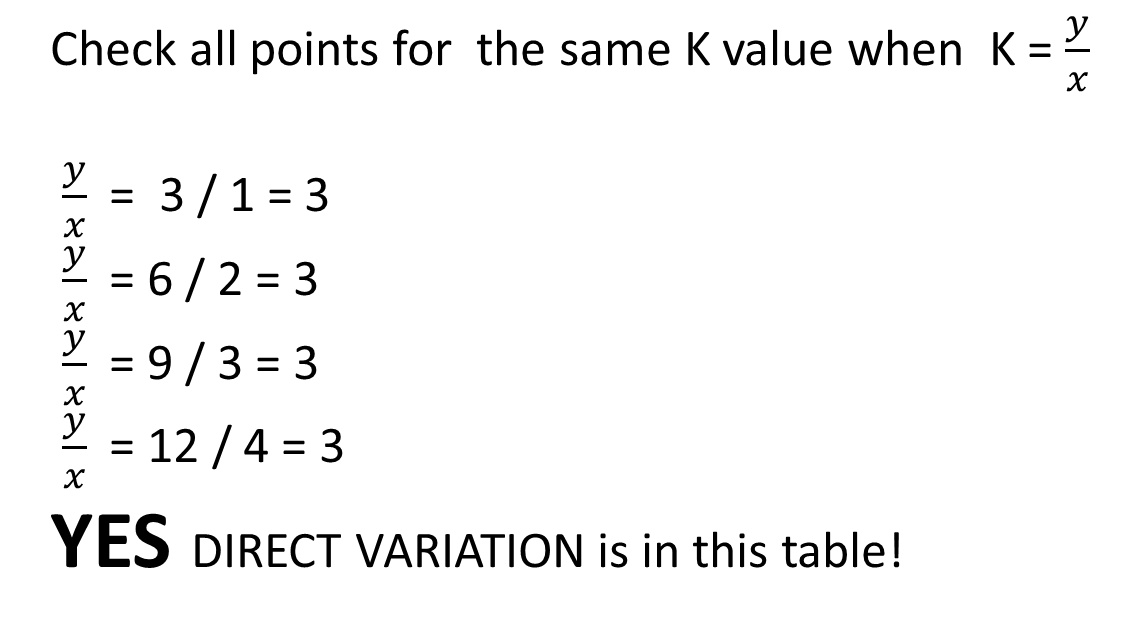 Check all points for the same K value when K = y/x
y/x = 3 / 1 = 3
y/x = 6 / 2 = 3
y/x = 9 / 3 = 3
y/x = 12 / 4 = 3
YES DIRECT VARIATION is in this table!